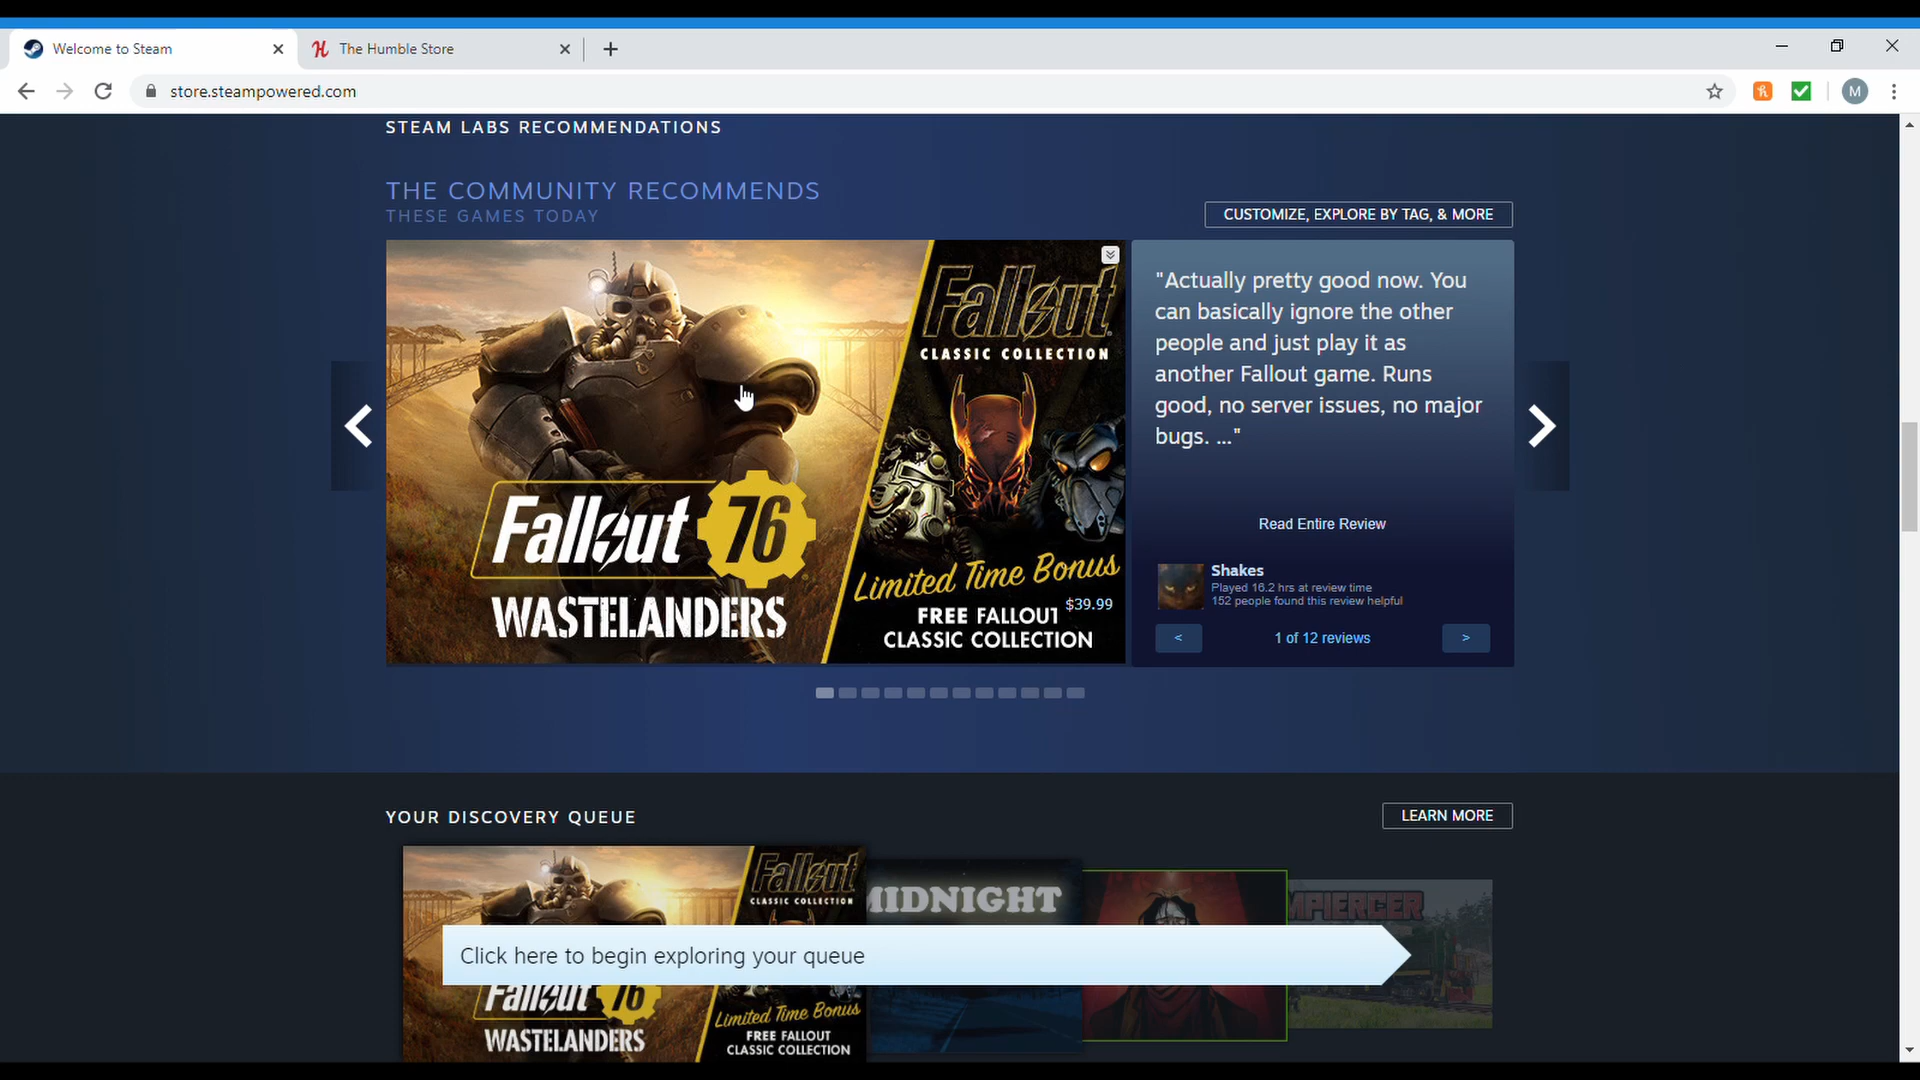 Welcome to Steam
The Humble Store
store.steampowered.com
M
STEAM LABS RECOMMENDATIONS
THE COMMUNITY RECOMMENDS
THESE GAMES TODAY
CUSTOMIZE, EXPLORE BY TAG, & MORE
Fallout
CLASSIC COLLECTION
Fallout 76
WASTELANDERS
Limited Time Bonus
FREE FALLOUT
$39.99
CLASSIC COLLECTION
"Actually pretty good now. You
can basically ignore the other
people and just play it as
another Fallout game. Runs
good, no server issues, no major
bugs. ..."
Read Entire Review
Shakes
Played 16.2 hrs at review time
152 people found this review helpful
<
1 of 12 reviews
>
YOUR DISCOVERY QUEUE
LEARN MORE
Fallout
CLASSIC COLLECTION
MIDNIGHT
MPIERCER
Click here to begin exploring your queue
Fallout 76
WASTELANDERS
Limited Time Bonus
FREE FALLOUT
CLASSIC COLLECTION